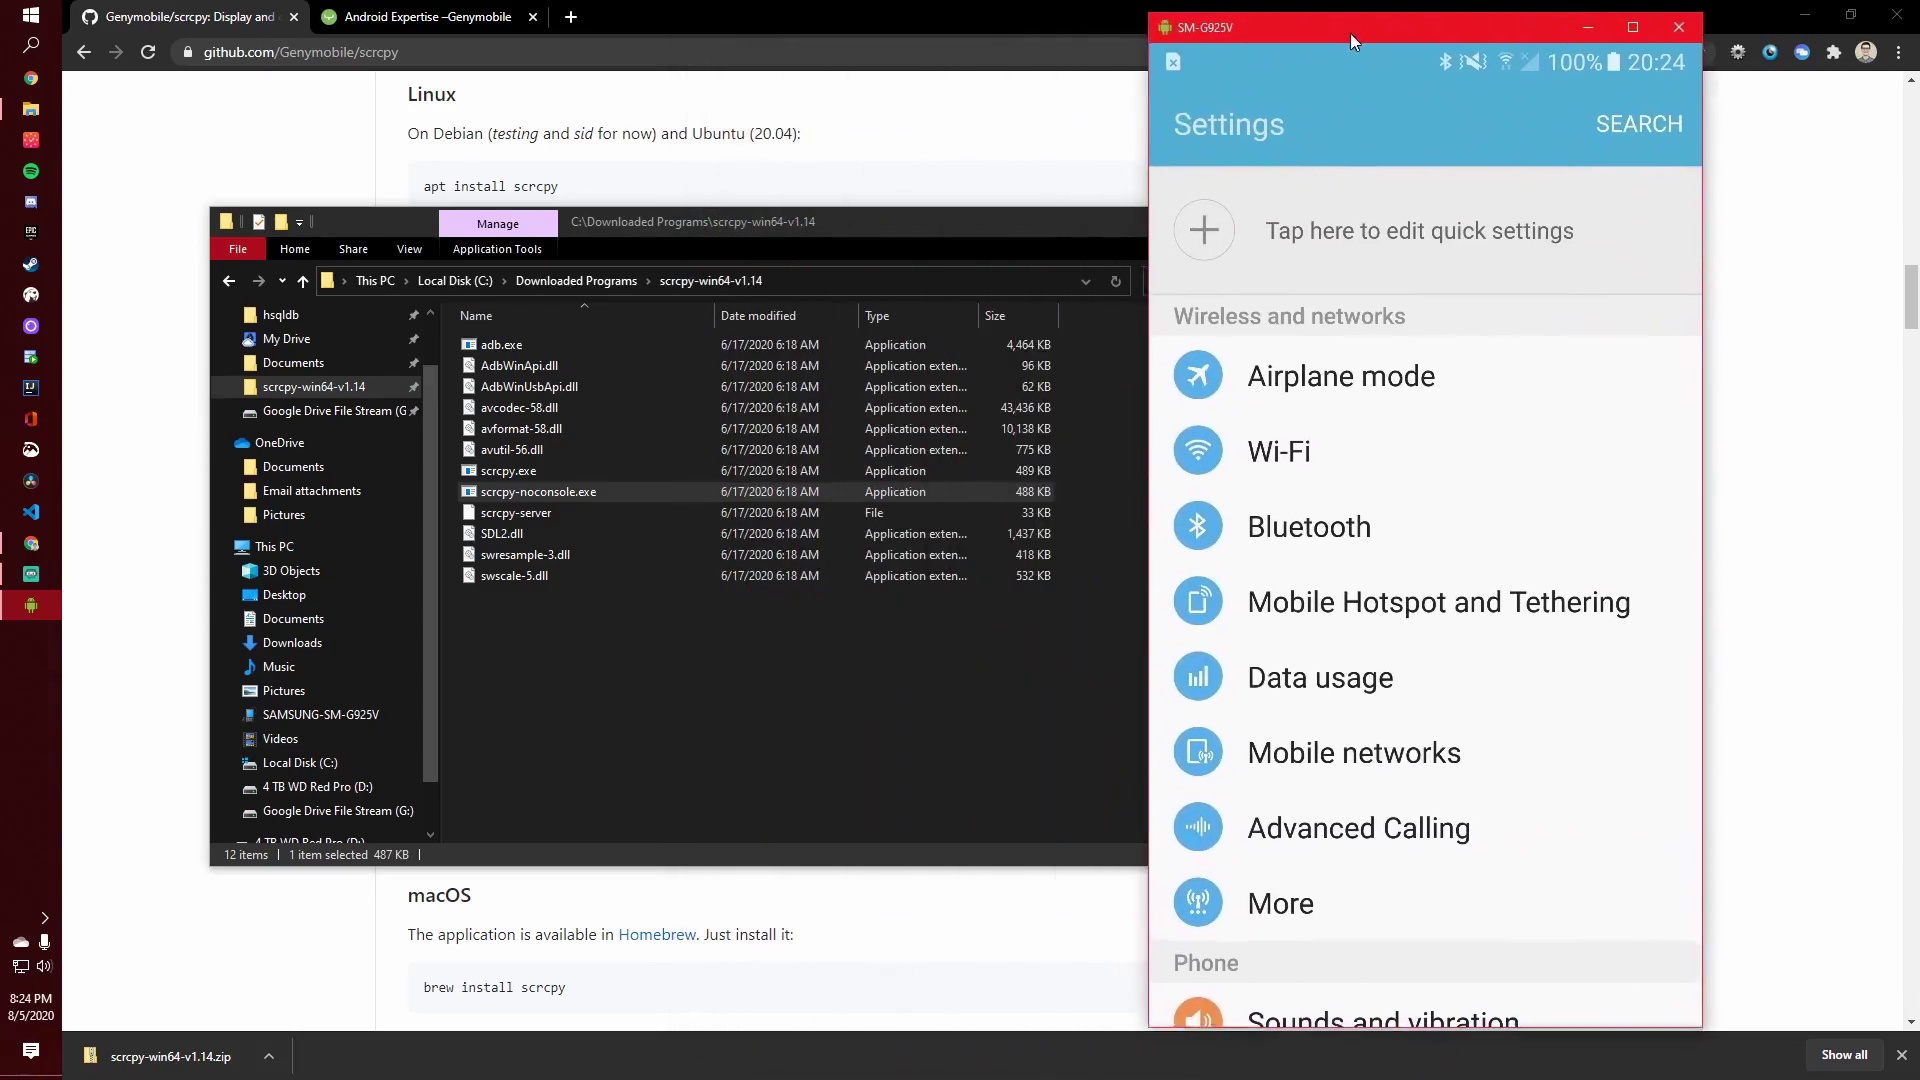 Genymobile/scrcpy: Display and
Android Expertise –Genymobile
github.com/Genymobile/scrcpy
Linux
On Debian (testing and sid for now) and Ubuntu (20.04):
apt install scrcpy
Manage
C:\Downloaded Programs\scrcpy-win64-v1.14
File
Home
Share
View
Application Tools
This PC
Local Disk (C:)
Downloaded Programs
scrcpy-win64-v1.14
hsqldb
My Drive
Documents
scrcpy-win64-v1.14
Google Drive File Stream (G
OneDrive
Documents
Email attachments
Pictures
This PC
3D Objects
Desktop
Documents
Downloads
Music
Pictures
SAMSUNG-SM-G925V
Videos
Local Disk (C:)
4 TB WD Red Pro (D:)
Google Drive File Stream (G:)
4 TB WD Red Pro (D:)
Name Date modified Type Size
adb.exe 6/17/2020 6:18 AM Application 4,464 KB
AdbWinApi.dll 6/17/2020 6:18 AM Application exten... 96 KB
AdbWinUsbApi.dll 6/17/2020 6:18 AM Application exten... 62 KB
avcodec-58.dll 6/17/2020 6:18 AM Application exten... 43,436 KB
avformat-58.dll 6/17/2020 6:18 AM Application exten... 10,138 KB
avutil-56.dll 6/17/2020 6:18 AM Application exten... 775 KB
scrcpy.exe 6/17/2020 6:18 AM Application 489 KB
scrcpy-noconsole.exe 6/17/2020 6:18 AM Application 488 KB
scrcpy-server 6/17/2020 6:18 AM File 33 KB
SDL2.dll 6/17/2020 6:18 AM Application exten... 1,437 KB
swresample-3.dll 6/17/2020 6:18 AM Application exten... 418 KB
swscale-5.dll 6/17/2020 6:18 AM Application exten... 532 KB
12 items 1 item selected 487 KB
macOS
The application is available in Homebrew. Just install it:
brew install scrcpy
SM-G925V
100% 20:24
Settings
SEARCH
Tap here to edit quick settings
Wireless and networks
Airplane mode
Wi-Fi
Bluetooth
Mobile Hotspot and Tethering
Data usage
Mobile networks
Advanced Calling
More
Phone
Sounds and vibration
EPIC
IJ
8:24 PM
8/5/2020
scrcpy-win64-v1.14.zip
Show all